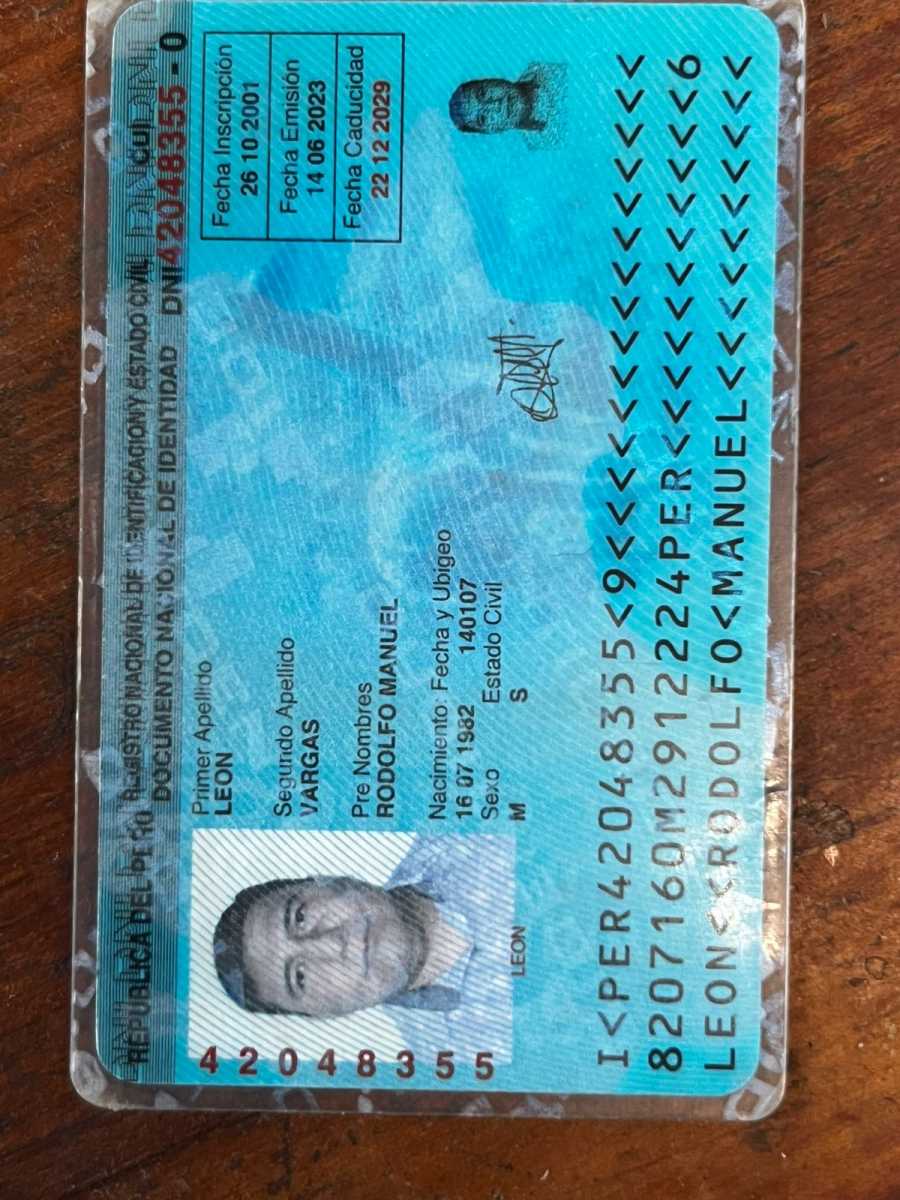 REPUBLICA DEL PERU REGISTRO NACIONAL DE IDENTIFICACION Y ESTADO CIVIL
DOCUMENTO NACIONAL DE IDENTIDAD DNI 42048355 - 0
CUI
Primer Apellido
LEON
Segundo Apellido
VARGAS
Pre Nombres
RODOLFO MANUEL
Nacimiento: Fecha y Ubigeo
16 07 1982 140107
Sexo Estado Civil
M S
Fecha Inscripción
26 10 2001
Fecha Emisión
14 06 2023
Fecha Caducidad
22 12 2029
42048355
LEON
I<PER42048355<9<<<<<<<<<<<<<<<
8207160M2912224PER<<<<<<<<<<<6
LEON<<RODOLFO<MANUEL<<<<<<<<<<